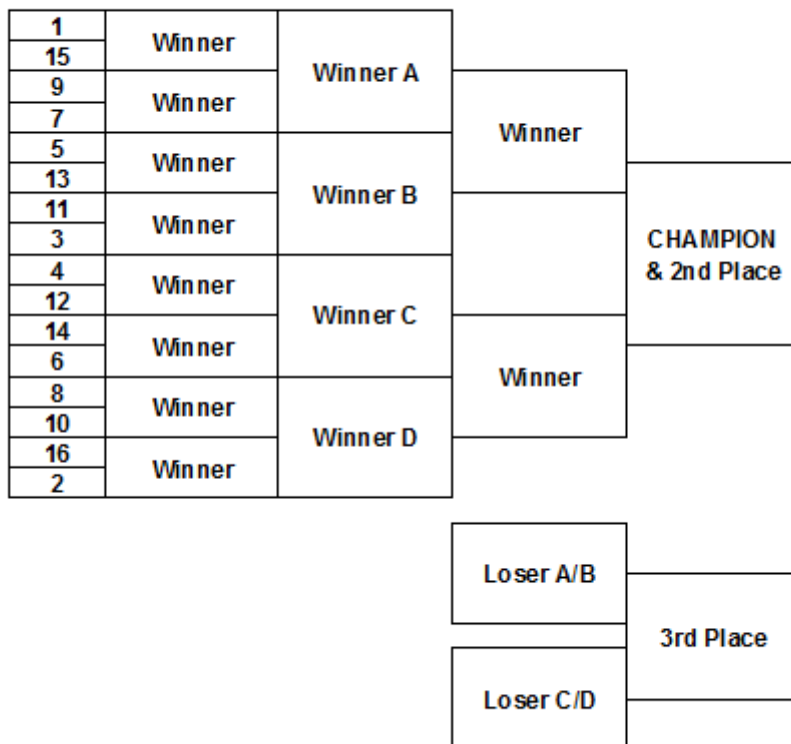 1
15
Winner
9
7
Winner
Winner A
5
13
Winner
11
3
Winner
Winner B
Winner
4
12
Winner
14
6
Winner
Winner C
8
10
Winner
16
2
Winner
Winner D
Winner
CHAMPION
& 2nd Place
Loser A/B
Loser C/D
3rd Place